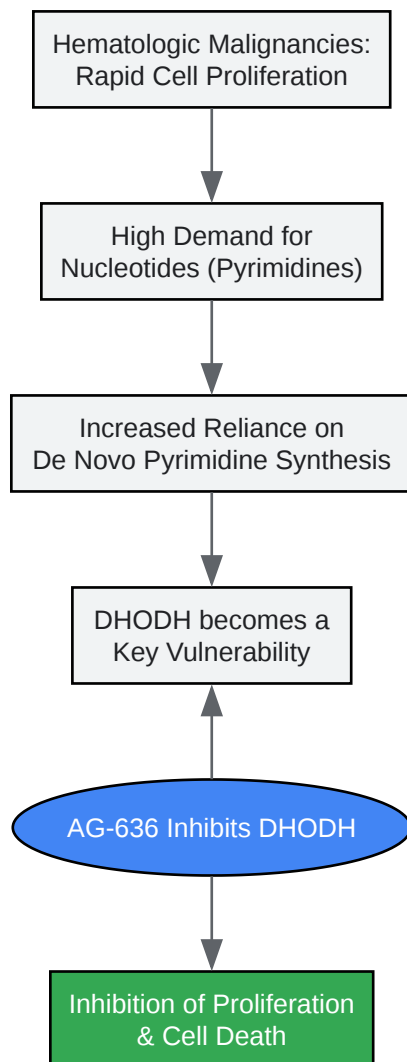 Hematologic Malignancies:
Rapid Cell Proliferation
High Demand for
Nucleotides (Pyrimidines)
Increased Reliance on
De Novo Pyrimidine Synthesis
DHODH becomes a
Key Vulnerability
AG-636 Inhibits DHODH
Inhibition of Proliferation
& Cell Death